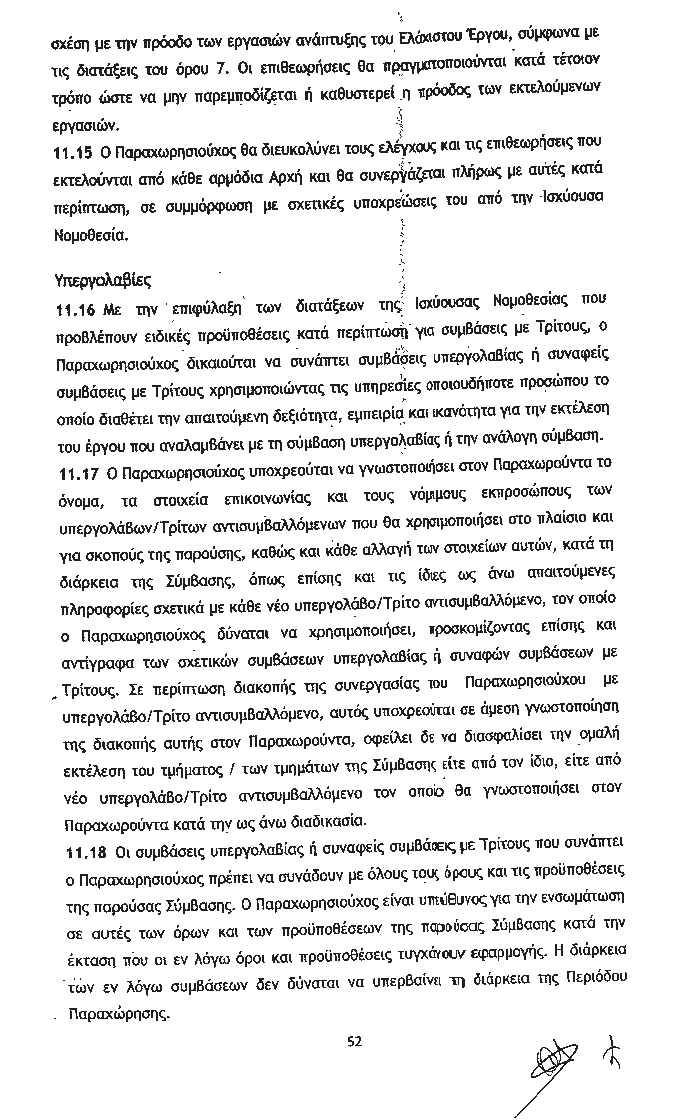 σχέση με την πρόοδο των εργασιών ανάπτυξης του Ελάχιστου Έργου, σύμφωνα με
τις διατάξεις του όρου 7. Οι επιθεωρήσεις θα πραγματοποιούνται κατά τέτοιον
τρόπο ώστε να μην παρεμποδίζεται ή καθυστερεί η πρόοδος των εκτελούμενων
εργασιών.
11.15 Ο Παραχωρησιούχος θα διευκολύνει τους ελέγχους και τις επιθεωρήσεις που
εκτελούνται από κάθε αρμόδια Αρχή και θα συνεργάζεται πλήρως με αυτές κατά
περίπτωση, σε συμμόρφωση με σχετικές υποχρεώσεις του από την Ισχύουσα
Νομοθεσία.
Υπεργολαβίες
11.16 Με την επιφύλαξη των διατάξεων της Ισχύουσας Νομοθεσίας που
προβλέπουν ειδικές προϋποθέσεις κατά περίπτωση για συμβάσεις με Τρίτους, ο
Παραχωρησιούχος δικαιούται να συνάπτει συμβάσεις υπεργολαβίας ή συναφείς
συμβάσεις με Τρίτους χρησιμοποιώντας τις υπηρεσίες οποιουδήποτε προσώπου το
οποίο διαθέτει την απαιτούμενη δεξιότητα, εμπειρία και ικανότητα για την εκτέλεση
του έργου που αναλαμβάνει με τη σύμβαση υπεργολαβίας ή την ανάλογη σύμβαση.
11.17 Ο Παραχωρησιούχος υποχρεούται να γνωστοποιήσει στον Παραχωρούντα το
όνομα, τα στοιχεία επικοινωνίας και τους νόμιμους εκπροσώπους των
υπεργολάβων/Τρίτων αντισυμβαλλόμενων που θα χρησιμοποιήσει στο πλαίσιο και
για σκοπούς της παρούσης, καθώς και κάθε αλλαγή των στοιχείων αυτών, κατά τη
διάρκεια της Σύμβασης, όπως επίσης και τις ίδιες ως άνω απαιτούμενες
πληροφορίες σχετικά με κάθε νέο υπεργολάβο/Τρίτο αντισυμβαλλόμενο, τον οποίο
ο Παραχωρησιούχος δύναται να χρησιμοποιήσει, προσκομίζοντας επίσης και
αντίγραφα των σχετικών συμβάσεων υπεργολαβίας ή συναφών συμβάσεων με
Τρίτους. Σε περίπτωση διακοπής της συνεργασίας του Παραχωρησιούχου με
υπεργολάβο/Τρίτο αντισυμβαλλόμενο, αυτός υποχρεούται σε άμεση γνωστοποίηση
της διακοπής αυτής στον Παραχωρούντα, οφείλει δε να διασφαλίσει την ομαλή
εκτέλεση του τμήματος / των τμημάτων της Σύμβασης είτε από τον ίδιο, είτε από
νέο υπεργολάβο/Τρίτο αντισυμβαλλόμενο τον οποίο θα γνωστοποιήσει στον
Παραχωρούντα κατά την ως άνω διαδικασία.
11.18 Οι συμβάσεις υπεργολαβίας ή συναφείς συμβάσεις με Τρίτους που συνάπτει
ο Παραχωρησιούχος πρέπει να συνάδουν με όλους τους όρους και τις προϋποθέσεις
της παρούσας Σύμβασης. Ο Παραχωρησιούχος είναι υπεύθυνος για την ενσωμάτωση
σε αυτές των όρων και των προϋποθέσεων της παρούσας Σύμβασης κατά την
έκταση που οι εν λόγω όροι και προϋποθέσεις τυγχάνουν εφαρμογής. Η διάρκεια
των εν λόγω συμβάσεων δεν δύναται να υπερβαίνει τη διάρκεια της Περιόδου
Παραχώρησης.
52